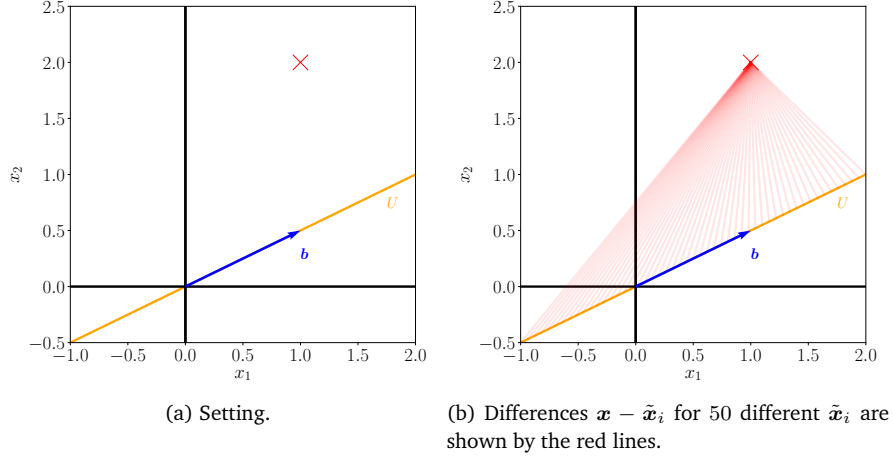 2.5
2.0
1.5
1.0
0.5
0.0
−0.5
x₂
U
b
−1.0 −0.5 0.0 0.5 1.0 1.5 2.0
x₁
(a) Setting.
2.5
2.0
1.5
1.0
0.5
0.0
−0.5
x₂
U
b
−1.0 −0.5 0.0 0.5 1.0 1.5 2.0
x₁
(b) Differences x − x̃ᵢ for 50 different x̃ᵢ are
shown by the red lines.